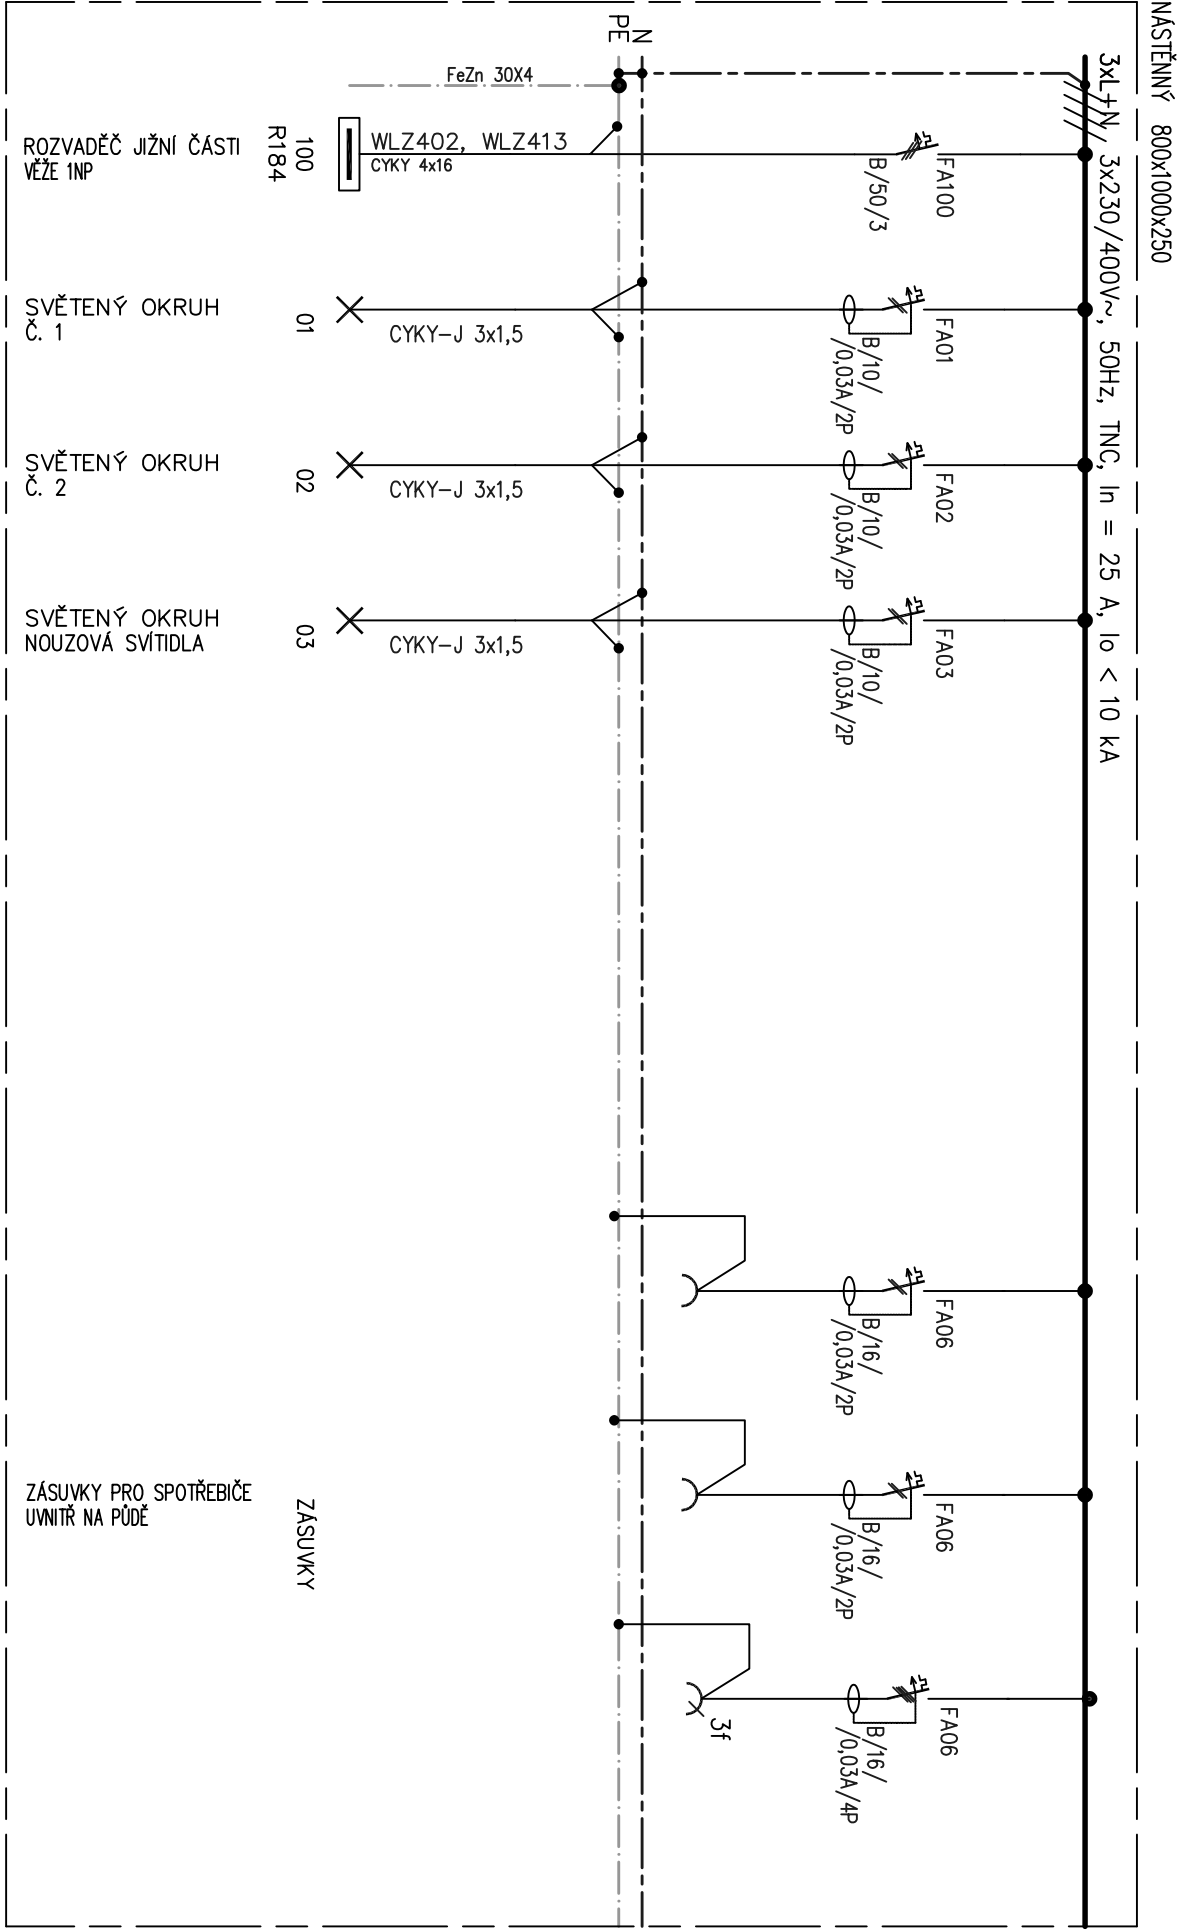 NÁSTĚNNÝ 800x1000x250
3xL+N, 3x230/400V~, 50Hz, TNC, In = 25 A, Io < 10 kA
N
PE
FeZn 30X4
ROZVADĚČ JIŽNÍ ČÁSTI
VĚŽE 1NP
100
R184
WLZ402, WLZ413
CYKY 4x16
FA100
B/50/3
SVĚTENÝ OKRUH
Č. 1
01
CYKY-J 3x1,5
FA01
B/10/
/0,03A/2P
SVĚTENÝ OKRUH
Č. 2
02
CYKY-J 3x1,5
FA02
B/10/
/0,03A/2P
SVĚTENÝ OKRUH
NOUZOVÁ SVÍTIDLA
03
CYKY-J 3x1,5
FA03
B/10/
/0,03A/2P
FA06
B/16/
/0,03A/2P
ZÁSUVKY PRO SPOTŘEBIČE
UVNITŘ NA PŮDĚ
ZÁSUVKY
FA06
B/16/
/0,03A/2P
3f
FA06
B/16/
/0,03A/4P